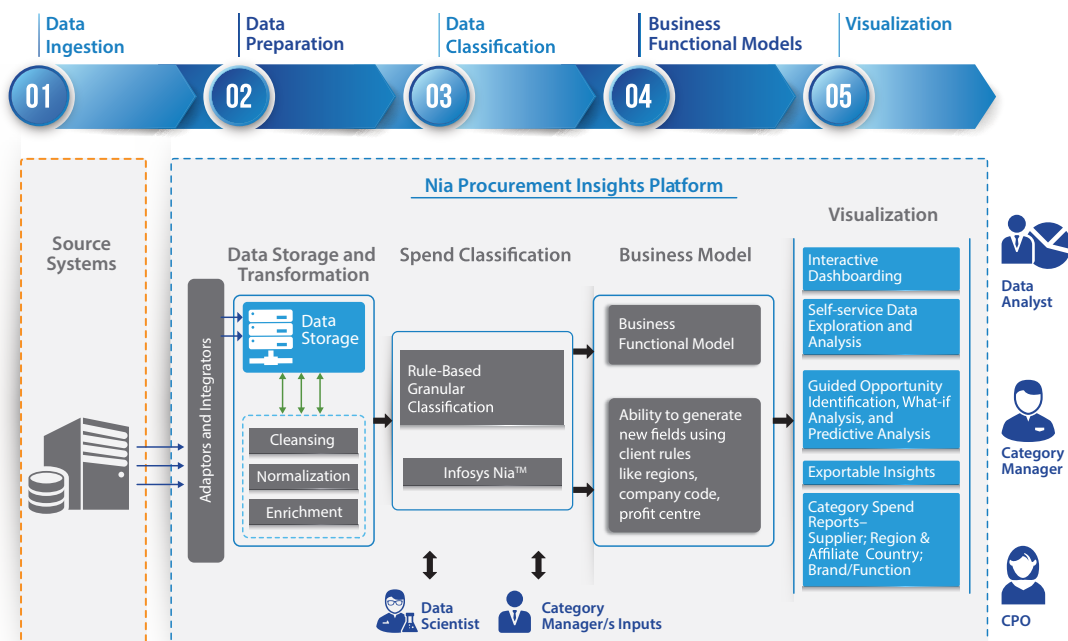 Data
Ingestion
Data
Preparation
Data
Classification
Business
Functional Models
Visualization
01
02
03
04
05
Nia Procurement Insights Platform
Source
Systems
Adaptors and Integrators
Data Storage and
Transformation
Data
Storage
Cleansing
Normalization
Enrichment
Spend Classification
Rule-Based
Granular
Classification
Infosys Nia™
Business Model
Business
Functional Model
Ability to generate
new fields using
client rules
like regions,
company code,
profit centre
Visualization
Interactive
Dashboarding
Self-service Data
Exploration and
Analysis
Guided Opportunity
Identification, What-if
Analysis, and
Predictive Analysis
Exportable Insights
Category Spend
Reports–
Supplier; Region &
Affiliate Country;
Brand/Function
Data
Analyst
Category
Manager
CPO
Data
Scientist
Category
Manager/s Inputs